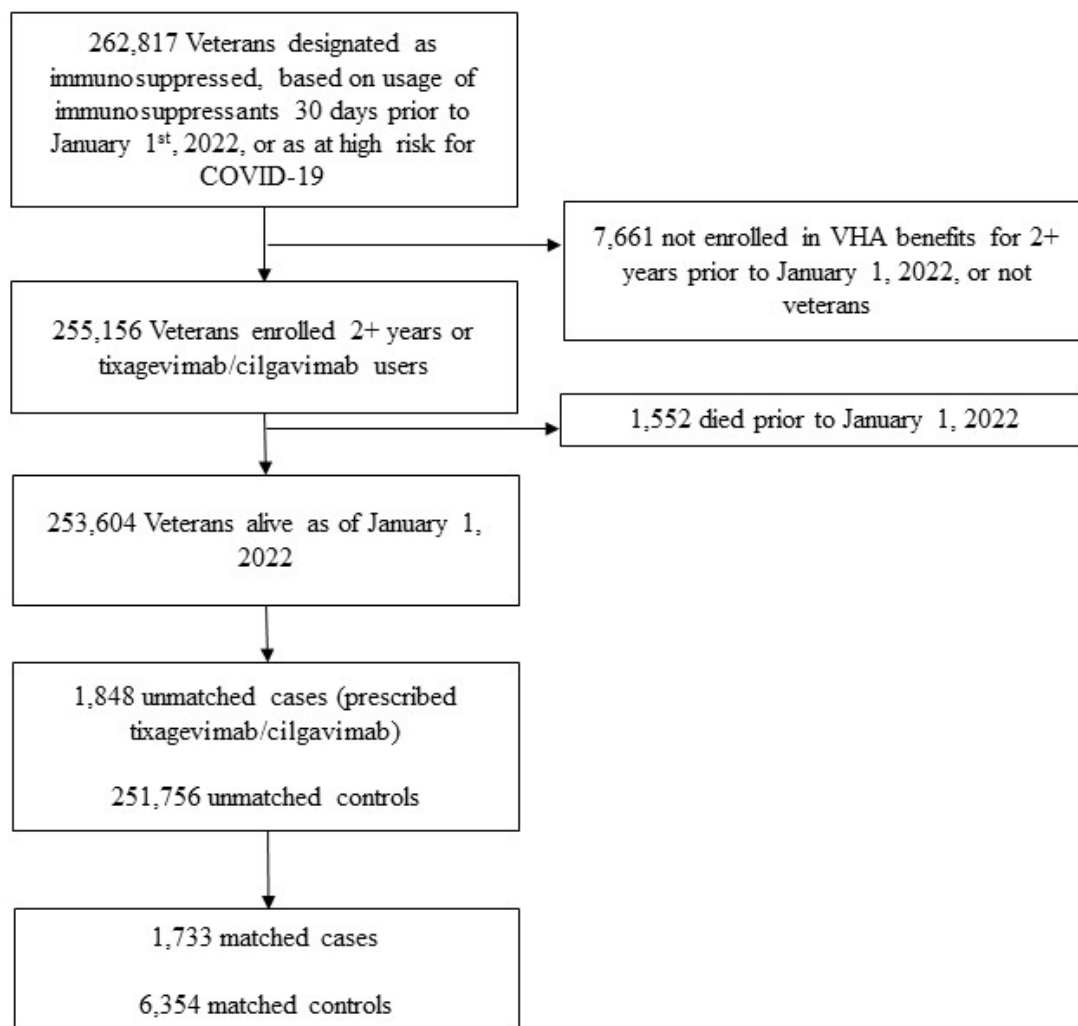 262,817 Veterans designated as
immunosuppressed, based on usage of
immunosuppressants 30 days prior to
January 1st, 2022, or as at high risk for
COVID-19
7,661 not enrolled in VHA benefits for 2+
years prior to January 1, 2022, or not
veterans
255,156 Veterans enrolled 2+ years or
tixagevimab/cilgavimab users
1,552 died prior to January 1, 2022
253,604 Veterans alive as of January 1,
2022
1,848 unmatched cases (prescribed
tixagevimab/cilgavimab)
251,756 unmatched controls
1,733 matched cases
6,354 matched controls